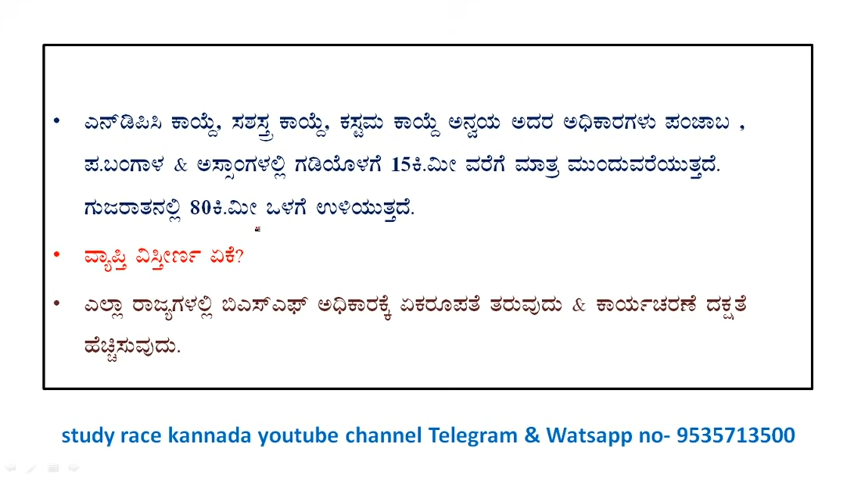 • ಎನ್‌ಡಿಪಿಸಿ ಕಾಯ್ದೆ, ಸಶಸ್ತ್ರ ಕಾಯ್ದೆ, ಕಸ್ಟಮ ಕಾಯ್ದೆ ಅನ್ವಯ ಅದರ ಅಧಿಕಾರಗಳು ಪಂಜಾಬ ,
ಪ.ಬಂಗಾಳ & ಅಸ್ಸಾಂಗಳಲ್ಲಿ ಗಡಿಯೊಳಗೆ 15ಕಿ.ಮೀ ವರೆಗೆ ಮಾತ್ರ ಮುಂದುವರೆಯುತ್ತದೆ.
ಗುಜರಾತನಲ್ಲಿ 80ಕಿ.ಮೀ ಒಳಗೆ ಉಳಿಯುತ್ತದೆ.
• ವ್ಯಾಪ್ತಿ ವಿಸ್ತೀರ್ಣ ಏಕೆ?
• ಎಲ್ಲಾ ರಾಜ್ಯಗಳಲ್ಲಿ ಬಿಎಸ್‌ಎಫ್ ಅಧಿಕಾರಕ್ಕೆ ಏಕರೂಪತೆ ತರುವುದು & ಕಾರ್ಯಚರಣೆ ದಕ್ಷತೆ
ಹೆಚ್ಚಿಸುವುದು.
study race kannada youtube channel Telegram & Watsapp no- 9535713500